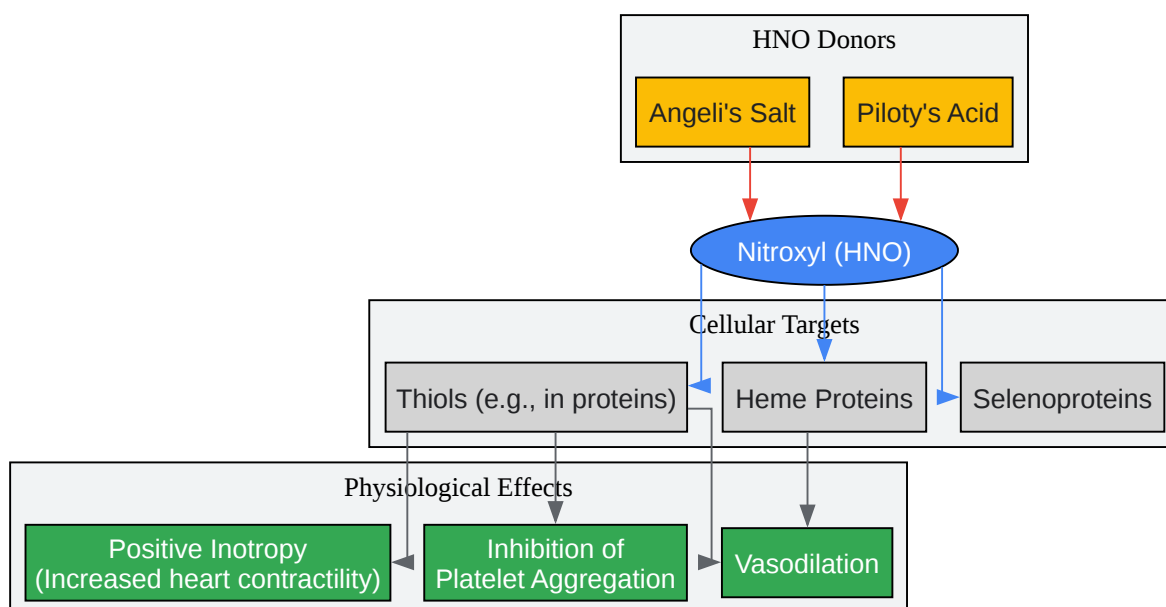 HNO Donors
Angeli's Salt
Piloty's Acid
Nitroxyl (HNO)
Cellular Targets
Thiols (e.g., in proteins)
Heme Proteins
Selenoproteins
Physiological Effects
Positive Inotropy
(Increased heart contractility)
Inhibition of
Platelet Aggregation
Vasodilation